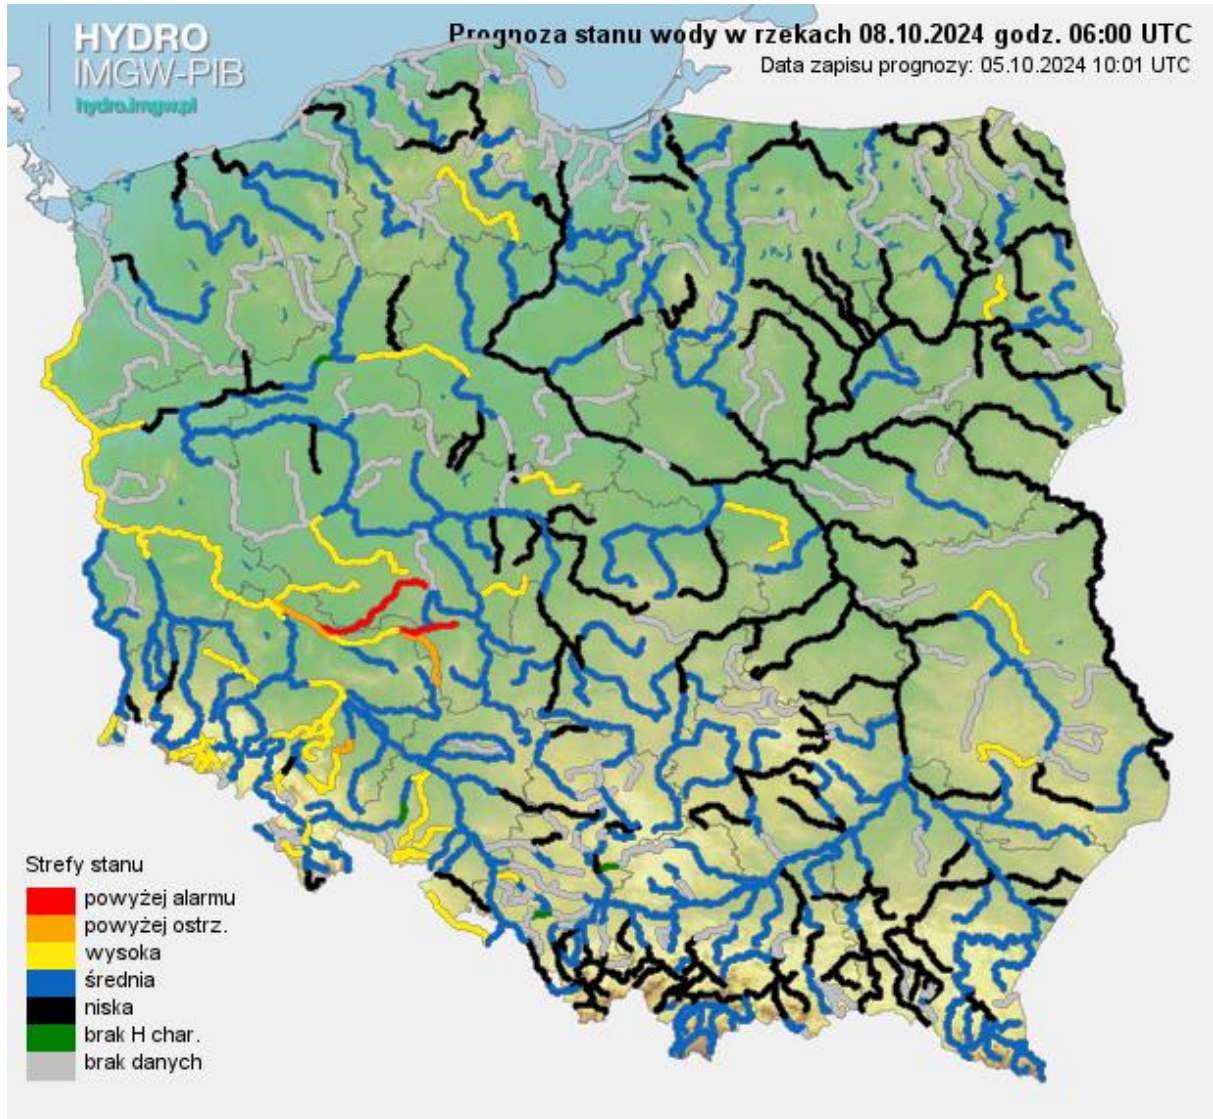 HYDRO
IMGW-PIB
hydro.imgw.pl
Prognoza stanu wody w rzekach 08.10.2024 godz. 06:00 UTC
Data zapisu prognozy: 05.10.2024 10:01 UTC
Strefy stanu
powyżej alarmu
powyżej ostrz.
wysoka
średnia
niska
brak H char.
brak danych